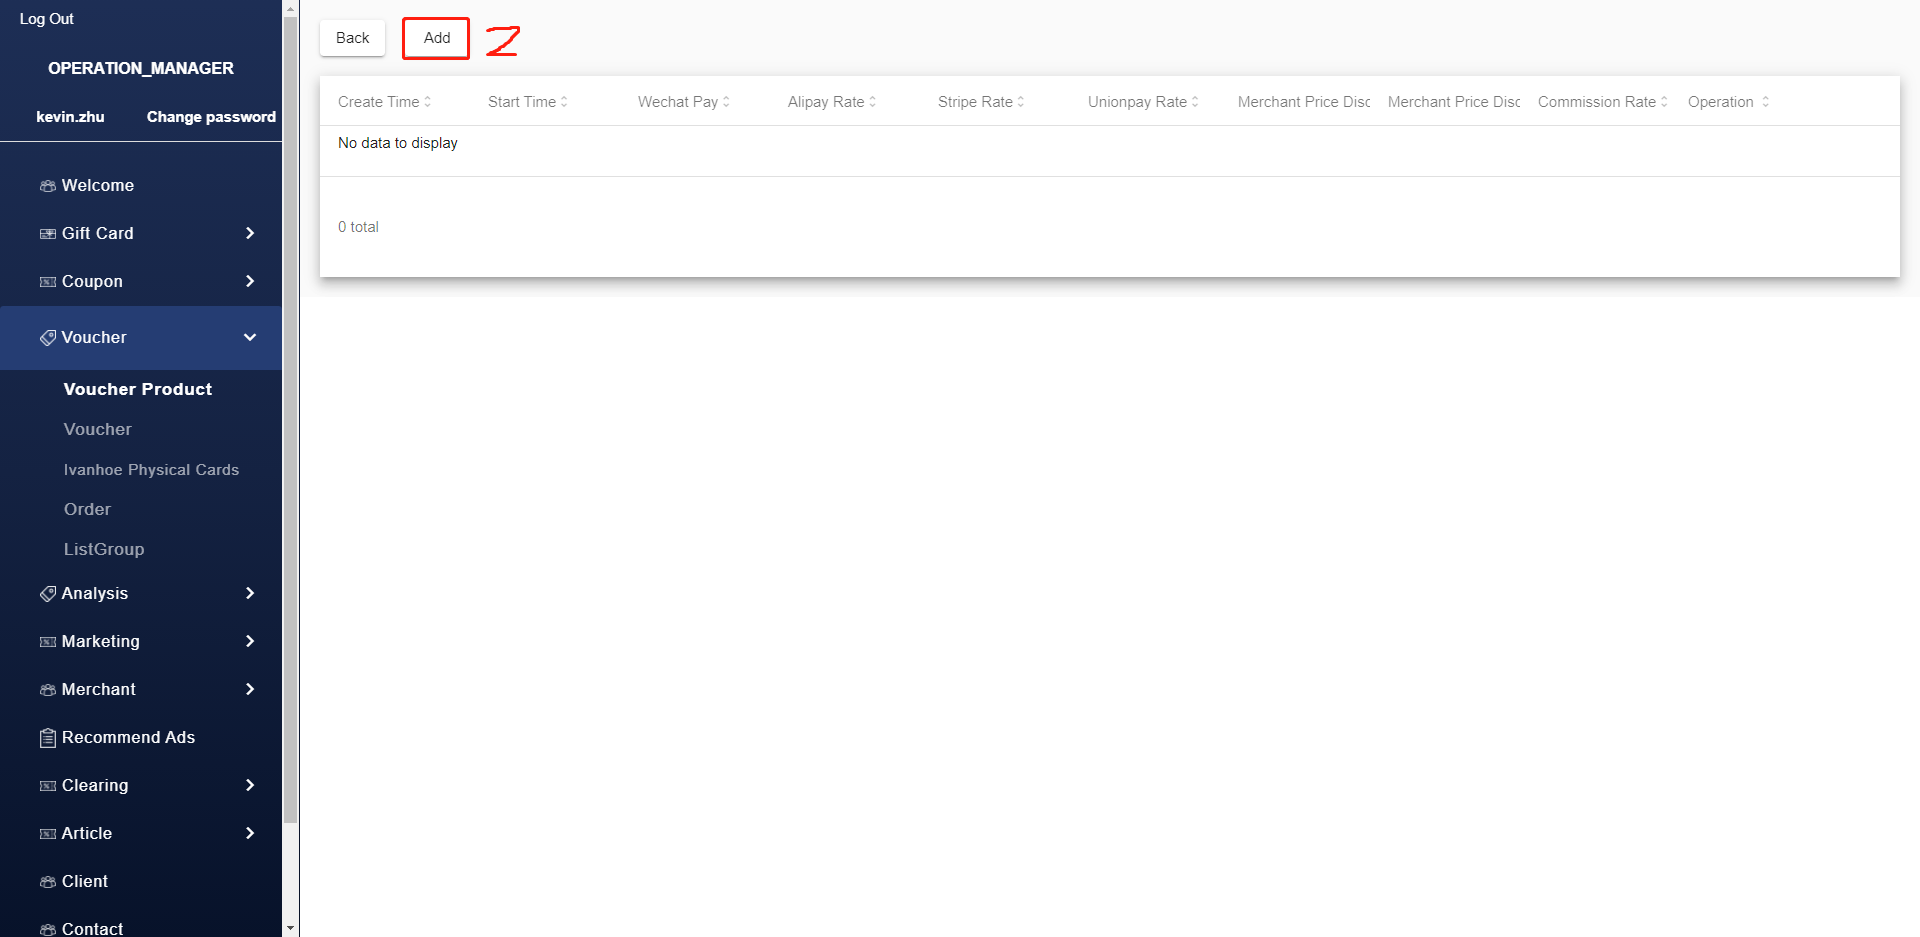 Log Out
OPERATION_MANAGER
kevin.zhu Change password
Welcome
Gift Card
Coupon
Voucher
Voucher Product
Voucher
Ivanhoe Physical Cards
Order
ListGroup
Analysis
Marketing
Merchant
Recommend Ads
Clearing
Article
Client
Contact
Back Add 2
Create Time Start Time Wechat Pay Alipay Rate Stripe Rate Unionpay Rate Merchant Price Disc Merchant Price Disc Commission Rate Operation
No data to display
0 total